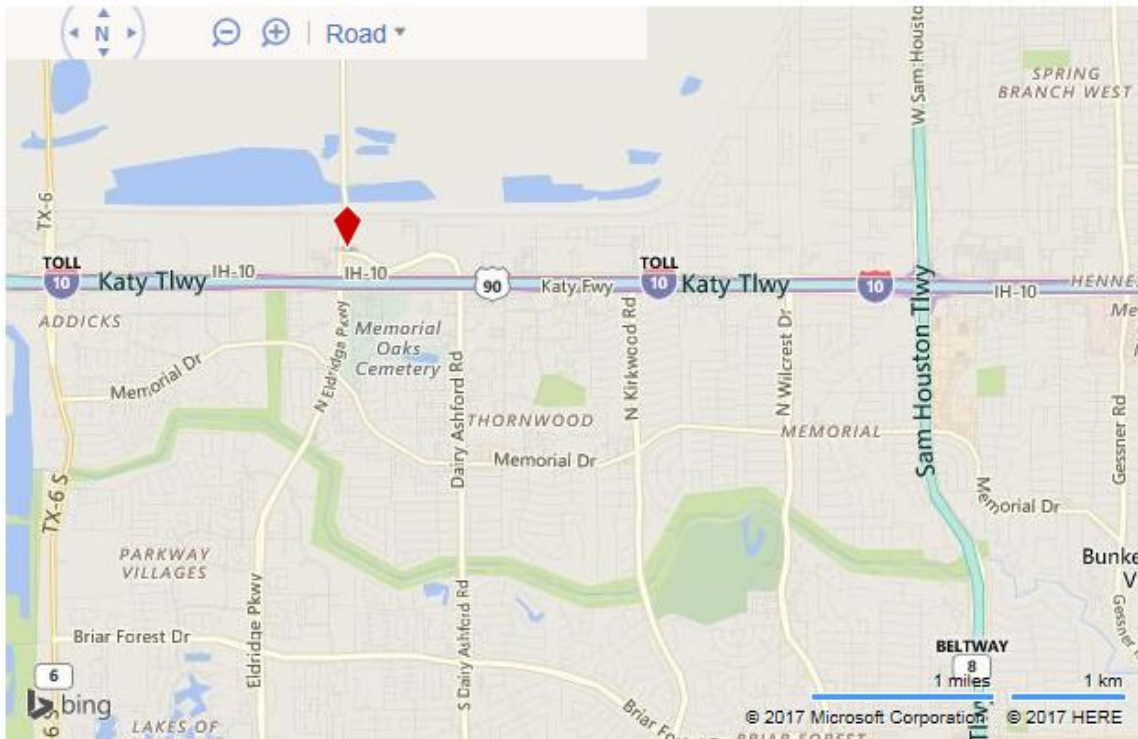 N
Road
W. Sam Houston
SPRING
BRANCH WEST
TX-6
TOLL
10
Katy Tlwy
IH-10
IH-10
90
Katy Fwy
TOLL
10
Katy Tlwy
10
IH-10
HENNE
Me
ADDICKS
Memorial
Oaks
Cemetery
N Eldridge Pkwy
Memorial Dr
Dairy Ashford Rd
THORNWOOD
N Kirkwood Rd
N Wilcrest Dr
MEMORIAL
Sam Houston Tlwy
Gessner Rd
Memorial Dr
Memorial Dr
TX-6 S
PARKWAY
VILLAGES
Eldridge Pkwy
S Dairy Ashford Rd
Bunke
V
Gessner
Briar Forest Dr
BELTWAY
8
6
1 miles
1 km
bing
6 S
LAKES OF
Briar Forest
© 2017 Microsoft Corporation
© 2017 HERE
Tlwy
BRIAR FOREST